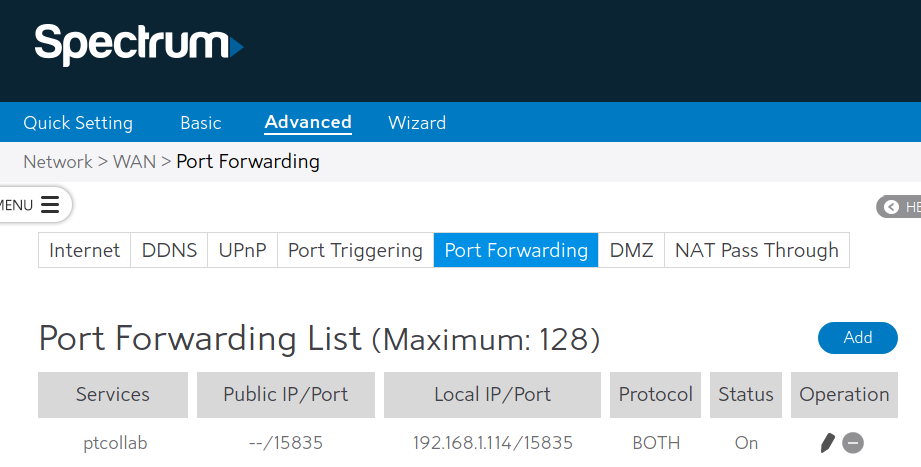 Spectrum
Quick Setting Basic Advanced Wizard
Network > WAN > Port Forwarding
MENU
HE
Internet DDNS UPnP Port Triggering Port Forwarding DMZ NAT Pass Through
Port Forwarding List (Maximum: 128)
Add
Services Public IP/Port Local IP/Port Protocol Status Operation
ptcollab --/15835 192.168.1.114/15835 BOTH On